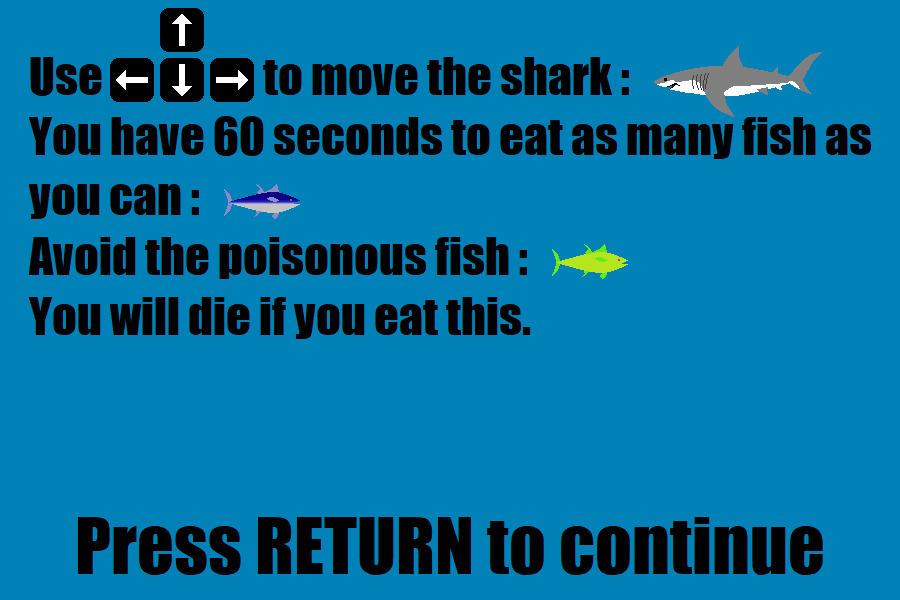 Use ↑ ← ↓ → to move the shark :
You have 60 seconds to eat as many fish as
you can :
Avoid the poisonous fish :
You will die if you eat this.
Press RETURN to continue